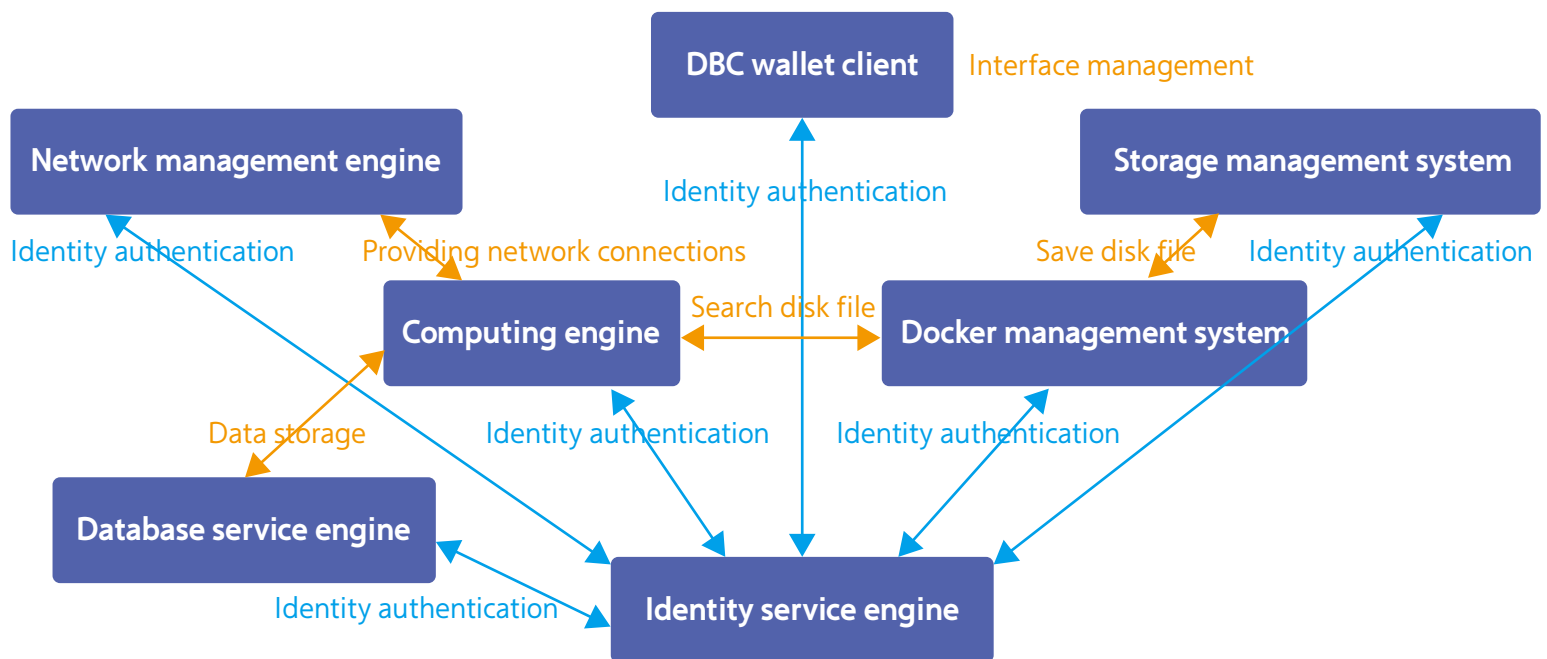 DBC wallet client
Interface management
Network management engine
Storage management system
Identity authentication
Identity authentication
Providing network connections
Save disk file
Identity authentication
Search disk file
Computing engine
Docker management system
Data storage
Identity authentication
Identity authentication
Database service engine
Identity authentication
Identity service engine